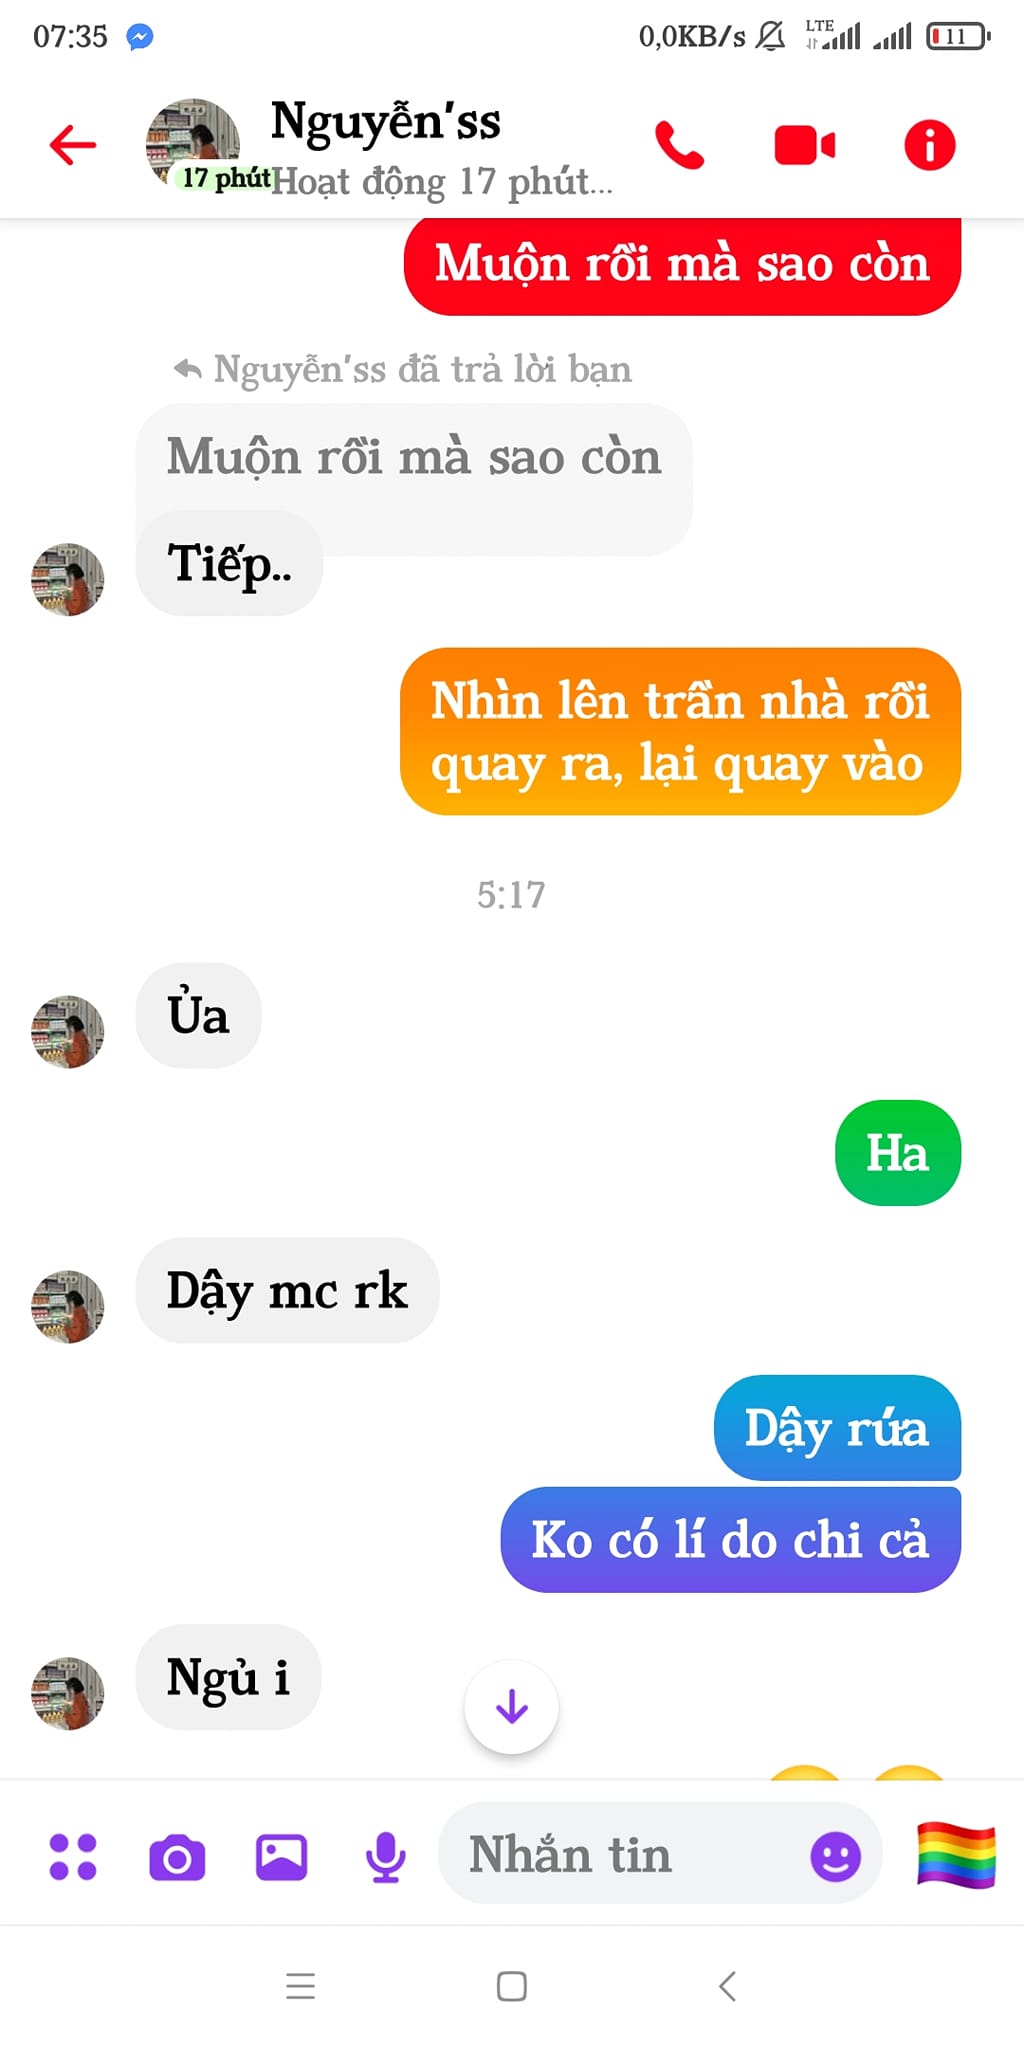 07:35
0,0KB/s
LTE
11
Nguyễn'ss
17 phút
Hoạt động 17 phút...
Muộn rồi mà sao còn
Nguyễn'ss đã trả lời bạn
Muộn rồi mà sao còn
Tiếp..
Nhìn lên trần nhà rồi
quay ra, lại quay vào
5:17
Ủa
Ha
Dậy mc rk
Dậy rứa
Ko có lí do chi cả
Ngủ i
Nhắn tin